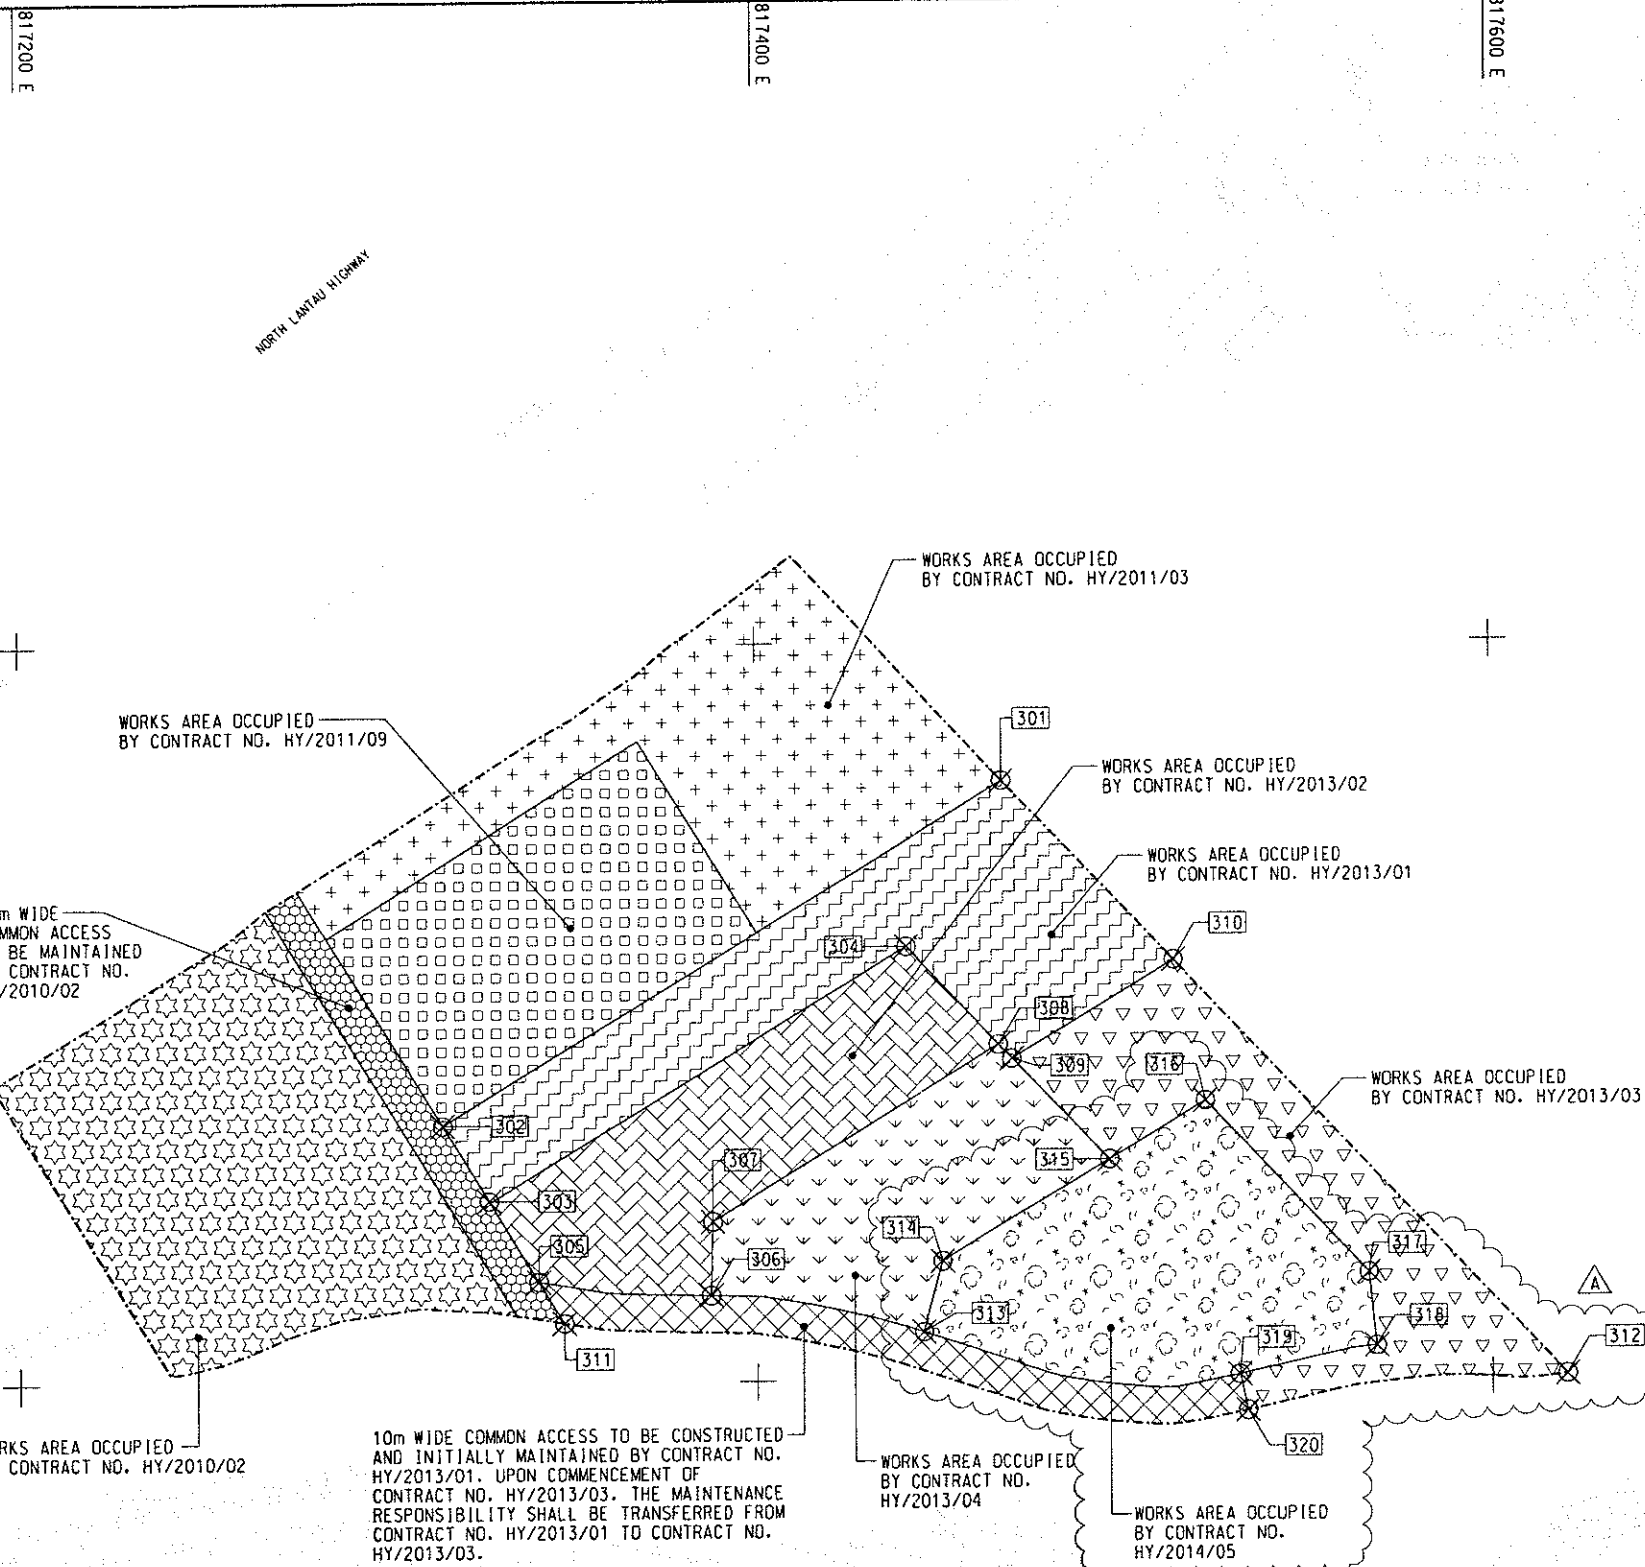 817200 E
817400 E
817600 E
NORTH LANTAU HIGHWAY
WORKS AREA OCCUPIED
BY CONTRACT NO. HY/2011/03
WORKS AREA OCCUPIED
BY CONTRACT NO. HY/2011/09
301
WORKS AREA OCCUPIED
BY CONTRACT NO. HY/2013/02
WORKS AREA OCCUPIED
BY CONTRACT NO. HY/2013/01
m WIDE
MMON ACCESS
BE MAINTAINED
CONTRACT NO.
/2010/02
304
310
308
309
316
WORKS AREA OCCUPIED
BY CONTRACT NO. HY/2013/03
302
307
315
303
314
305
306
317
A
313
319
318
312
311
320
RKS AREA OCCUPIED
CONTRACT NO. HY/2010/02
10m WIDE COMMON ACCESS TO BE CONSTRUCTED
AND INITIALLY MAINTAINED BY CONTRACT NO.
HY/2013/01. UPON COMMENCEMENT OF
CONTRACT NO. HY/2013/03. THE MAINTENANCE
RESPONSIBILITY SHALL BE TRANSFERRED FROM
CONTRACT NO. HY/2013/01 TO CONTRACT NO.
HY/2013/03.
WORKS AREA OCCUPIED
BY CONTRACT NO.
HY/2013/04
WORKS AREA OCCUPIED
BY CONTRACT NO.
HY/2014/05